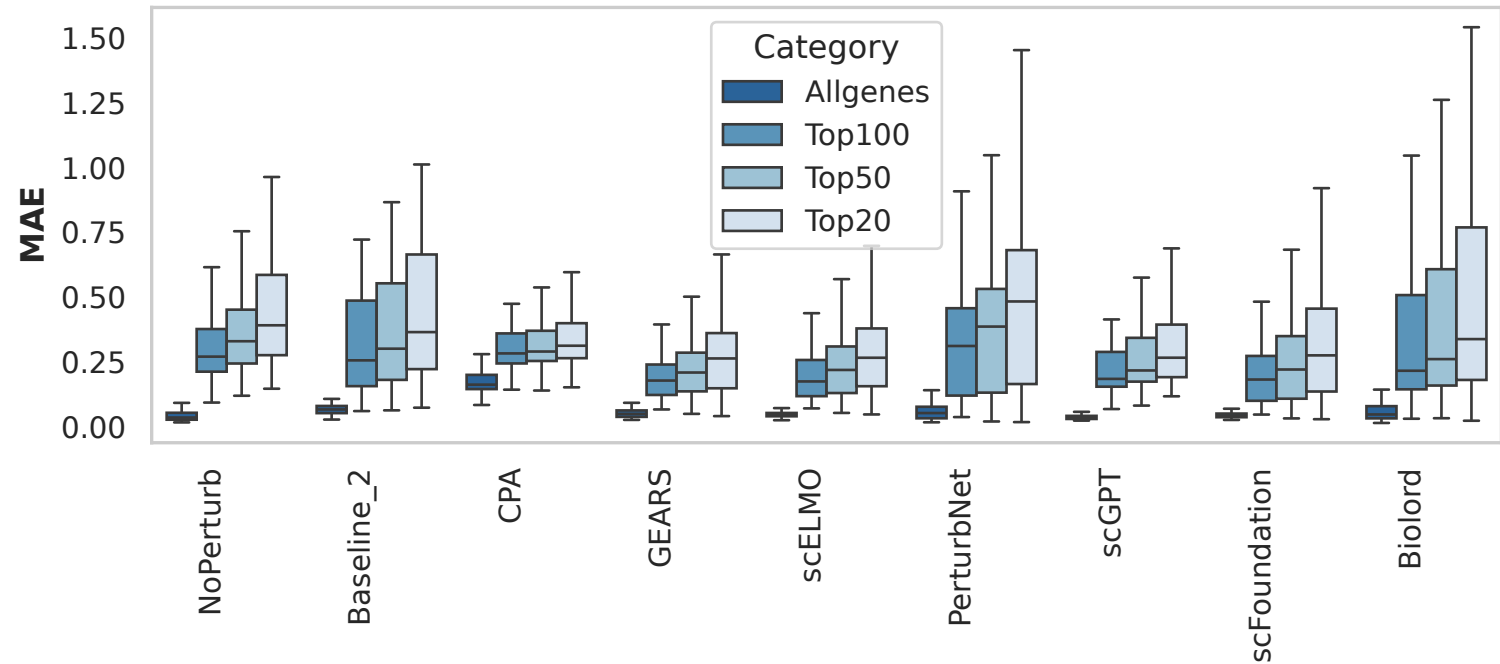 MAE
1.50
1.25
1.00
0.75
0.50
0.25
0.00
Category
Allgenes
Top100
Top50
Top20
NoPerturb
Baseline_2
CPA
GEARS
scELMO
PerturbNet
scGPT
scFoundation
Biolord